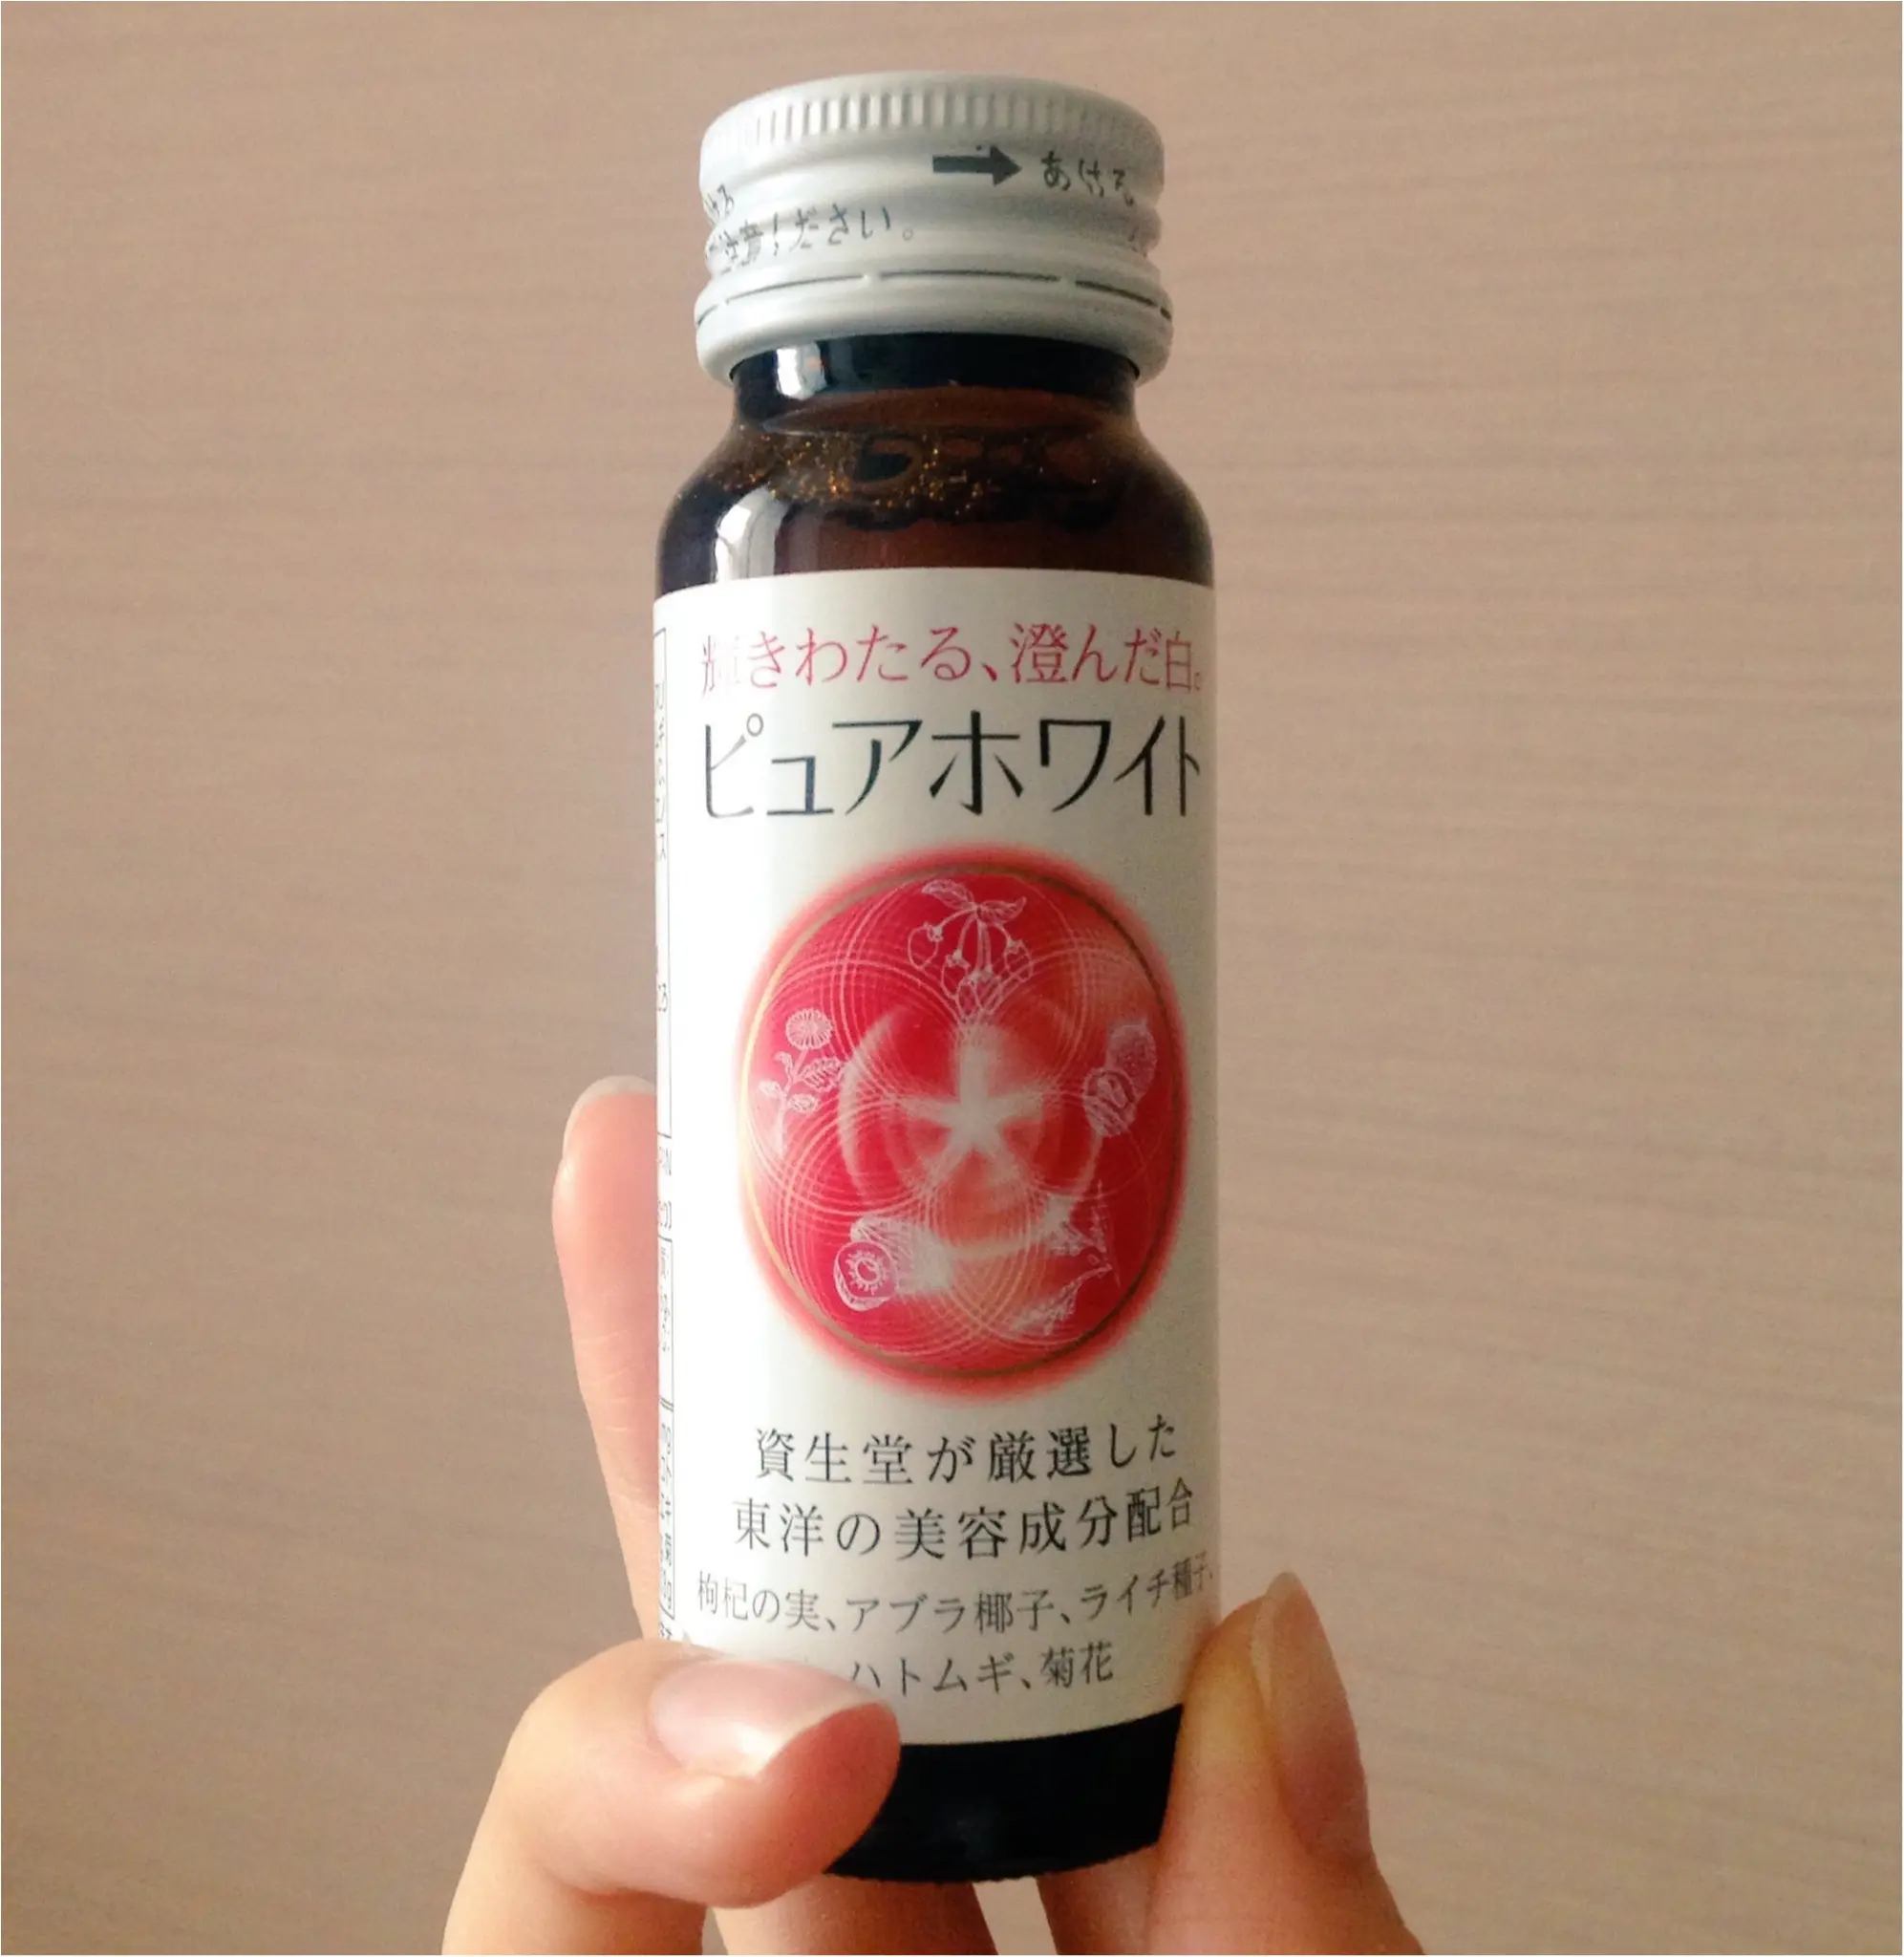 あける
注意ください。
輝きわたる、澄んだ白。
ピュアホワイト
資生堂が厳選した
東洋の美容成分配合
枸杞の実、アブラ椰子、ライチ種子、
ハトムギ、菊花